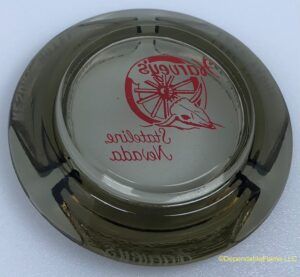 Harvey's
Stateline,
Nevada
©DependableFlame LLC